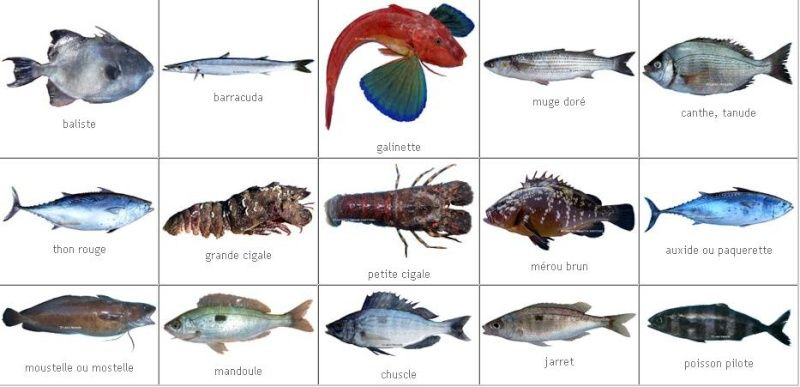 baliste
barracuda
galinette
muge doré
canthe, tanude
thon rouge
grande cigale
petite cigale
mérou brun
auxide ou paquerette
moustelle ou mostelle
mandoule
chuscle
jarret
poisson pilote